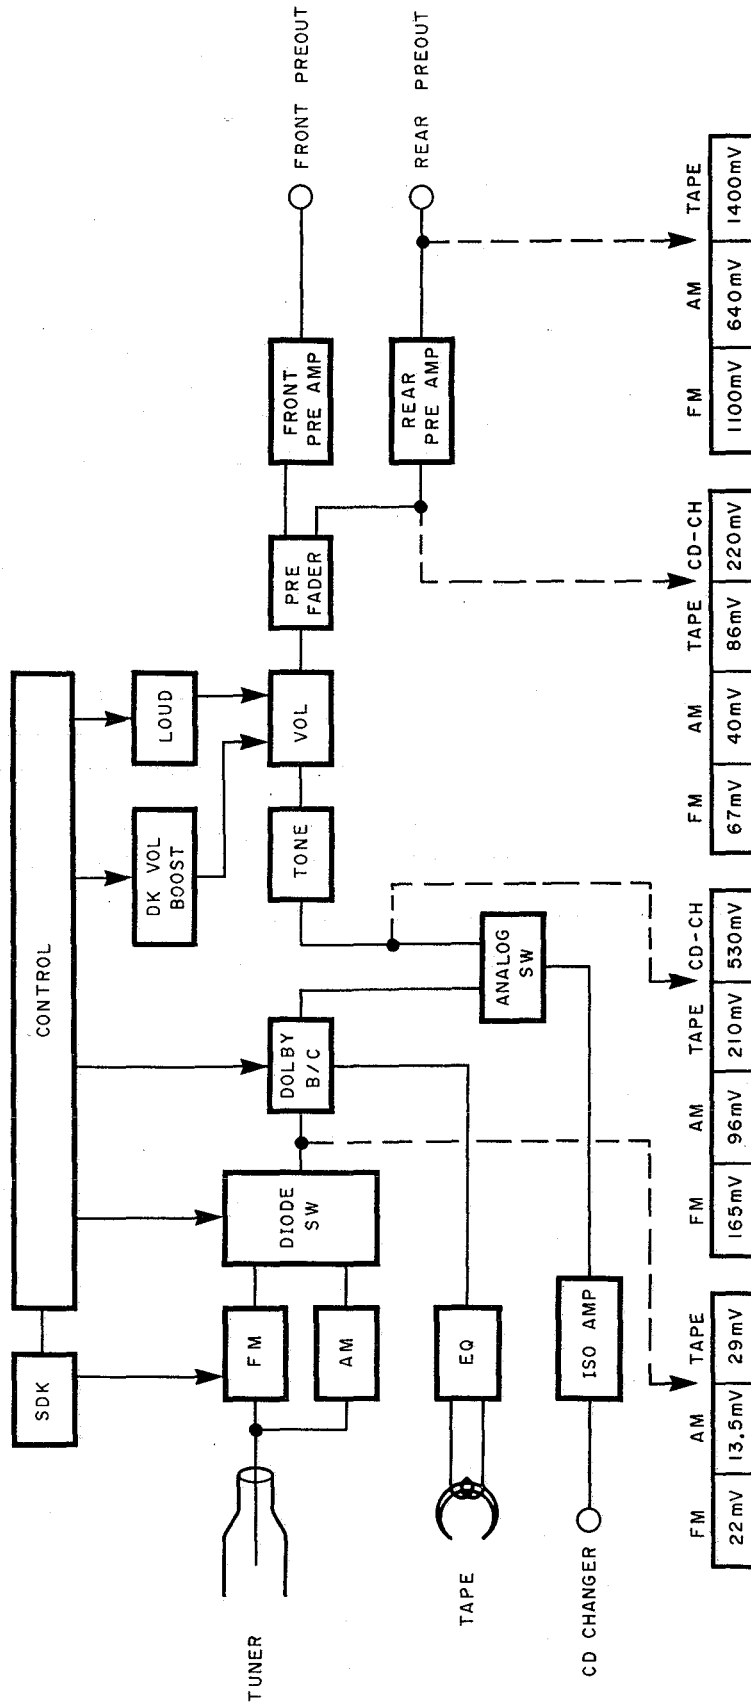 CONTROL
SDK
DK VOL
BOOST
LOUD
TUNER
FM
AM
DIODE
SW
DOLBY
B/C
TONE
VOL
PRE
FADER
FRONT
PRE AMP
FRONT PREOUT
REAR
PRE AMP
REAR PREOUT
TAPE
EQ
ANALOG
SW
CD CHANGER
ISO AMP
FM AM TAPE
22mV 13.5mV 29mV
FM AM TAPE CD-CH
165mV 96mV 210mV 530mV
FM AM TAPE CD-CH
67mV 40mV 86mV 220mV
FM AM TAPE
1100mV 640mV 1400mV